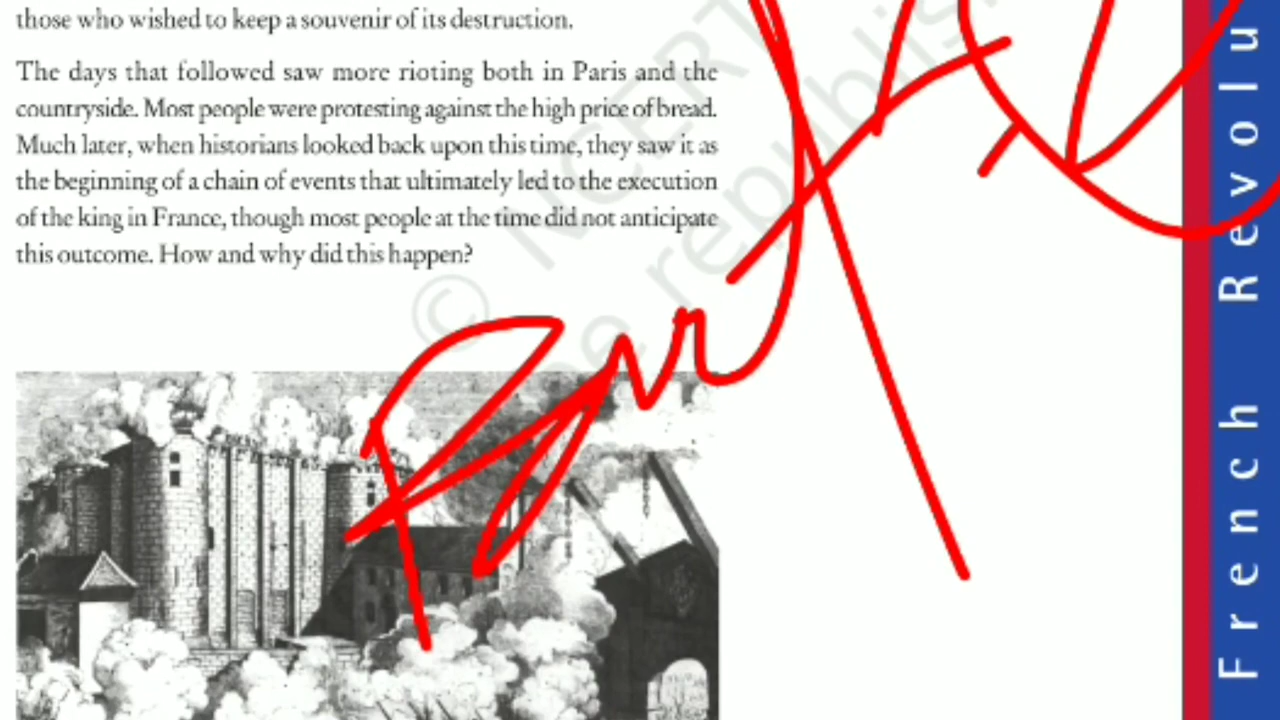 those who wished to keep a souvenir of its destruction.
The days that followed saw more rioting both in Paris and the
countryside. Most people were protesting against the high price of bread.
Much later, when historians looked back upon this time, they saw it as
the beginning of a chain of events that ultimately led to the execution
of the king in France, though most people at the time did not anticipate
this outcome. How and why did this happen?
© NCERT
be republis
French Revolu